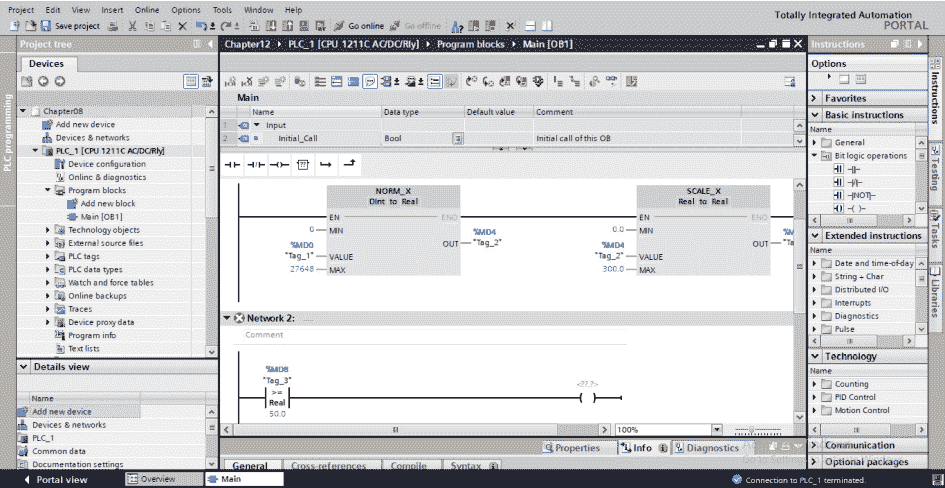 Project Edit View Insert Online Options Tools Window Help
Totally Integrated Automation
PORTAL
Save project
Go online
Go offline
Project tree
Chapter12 PLC_1 [CPU 1211C AC/DC/Rly] Program blocks Main [OB1]
Instructions
Devices
Options
PLC programming
Chapter08
Add new device
Devices & networks
PLC_1 [CPU 1211C AC/DC/Rly]
Device configuration
Online & diagnostics
Program blocks
Add new block
Main [OB1]
Technology objects
External source files
PLC tags
PLC data types
Watch and force tables
Online backups
Traces
Device proxy data
Program info
Text lists
Details view
Name
Add new device
Devices & networks
PLC_1
Common data
Documentation settings
Main
Name Data type Default value Comment
1 Input
2 Initial_Call Bool Initial call of this OB
NORM_X
Dint to Real
EN ENO
0 MIN
%MD0
"Tag_1" VALUE
27648 MAX
%MD4
OUT "Tag_2"
SCALE_X
Real to Real
EN ENO
0.0 MIN
%MD4
"Tag_2" VALUE
300.0 MAX
OUT
Network 2:
Comment
%MD8
"Tag_3"
>=
Real
50.0
<??.?>
100%
Properties Info Diagnostics
General Cross-references Compile Syntax
Favorites
Basic instructions
Name
General
Bit logic operations
-| |-
-|/|-
-|NOT|-
-( )-
Extended instructions
Name
Date and time-of-day
String + Char
Distributed I/O
Interrupts
Diagnostics
Pulse
Technology
Name
Counting
PID Control
Motion Control
Communication
Optional packages
Instructions
Testing
Tasks
Libraries
Portal view Overview Main
Connection to PLC_1 terminated.